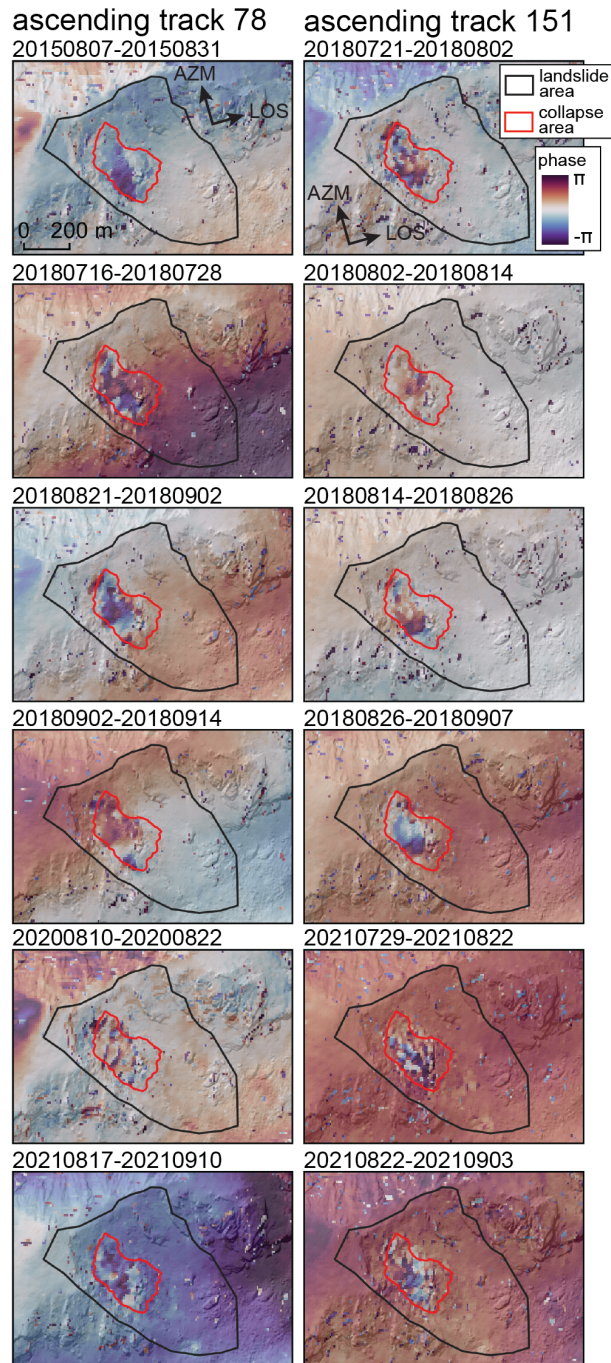 ascending track 78
ascending track 151
20150807-20150831
20180721-20180802
AZM
LOS
0 200 m
AZM
LOS
landslide
area
collapse
area
phase
π
-π
20180716-20180728
20180802-20180814
20180821-20180902
20180814-20180826
20180902-20180914
20180826-20180907
20200810-20200822
20210729-20210822
20210817-20210910
20210822-20210903